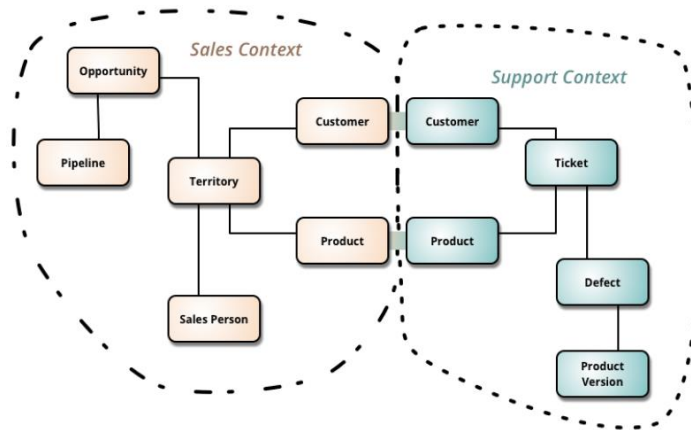 Sales Context
Support Context
Opportunity
Pipeline
Customer
Customer
Territory
Ticket
Product
Product
Sales Person
Defect
Product
Version